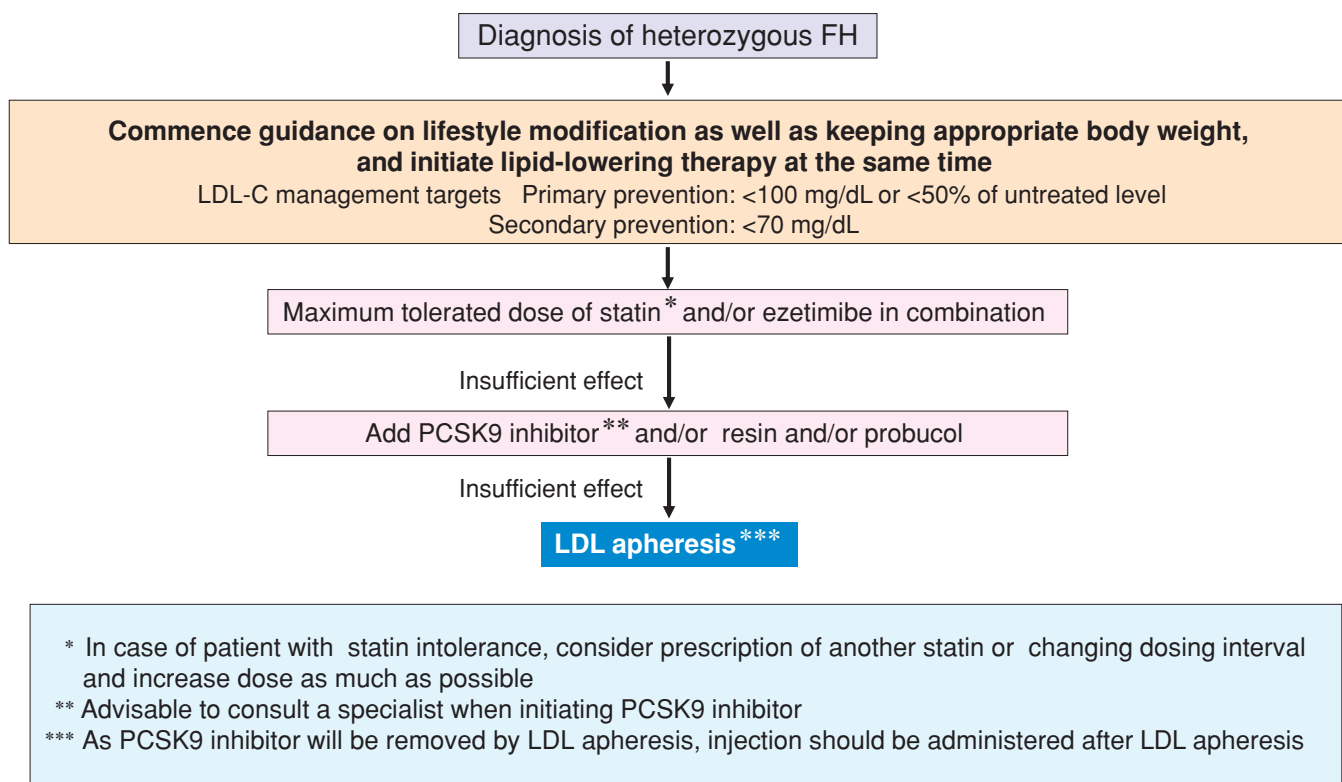 Diagnosis of heterozygous FH
Commence guidance on lifestyle modification as well as keeping appropriate body weight,
and initiate lipid-lowering therapy at the same time
LDL-C management targets Primary prevention: <100 mg/dL or <50% of untreated level
Secondary prevention: <70 mg/dL
Maximum tolerated dose of statin* and/or ezetimibe in combination
Insufficient effect
Add PCSK9 inhibitor** and/or resin and/or probucol
Insufficient effect
LDL apheresis***
* In case of patient with statin intolerance, consider prescription of another statin or changing dosing interval
and increase dose as much as possible
** Advisable to consult a specialist when initiating PCSK9 inhibitor
*** As PCSK9 inhibitor will be removed by LDL apheresis, injection should be administered after LDL apheresis